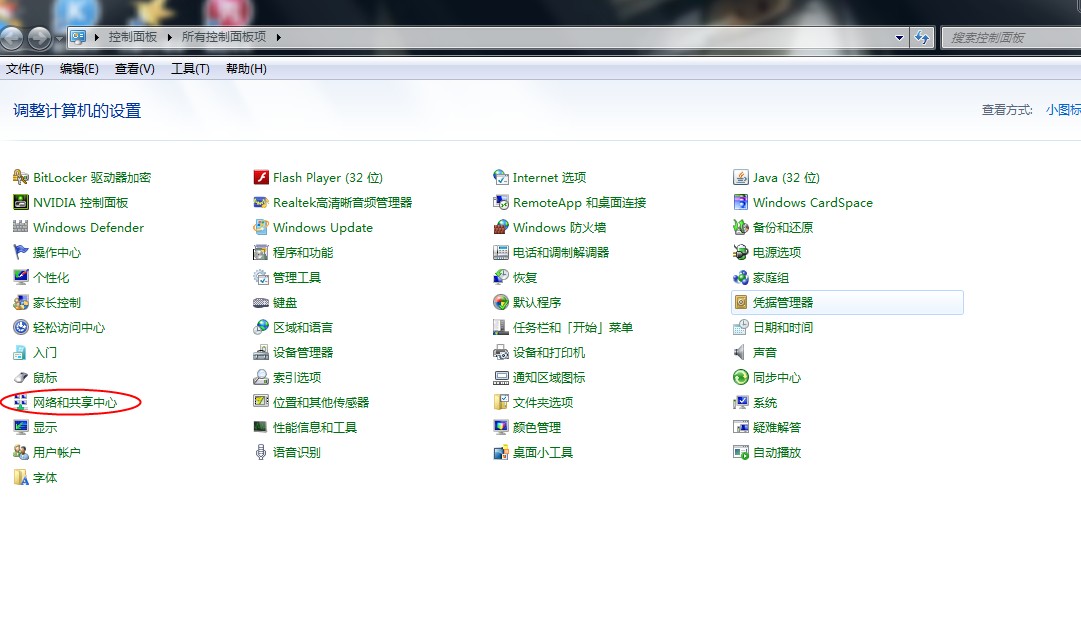 控制面板 所有控制面板项 搜索控制面板
文件(F) 编辑(E) 查看(V) 工具(T) 帮助(H)
调整计算机的设置
查看方式: 小图标
BitLocker 驱动器加密 Flash Player (32 位) Internet 选项 Java (32 位)
NVIDIA 控制面板 Realtek高清晰音频管理器 RemoteApp 和桌面连接 Windows CardSpace
Windows Defender Windows Update Windows 防火墙 备份和还原
操作中心 程序和功能 电话和调制解调器 电源选项
个性化 管理工具 恢复 家庭组
家长控制 键盘 默认程序 凭据管理器
轻松访问中心 区域和语言 任务栏和「开始」菜单 日期和时间
入门 设备管理器 设备和打印机 声音
鼠标 索引选项 通知区域图标 同步中心
网络和共享中心 位置和其他传感器 文件夹选项 系统
显示 性能信息和工具 颜色管理 疑难解答
用户帐户 语音识别 桌面小工具 自动播放
字体